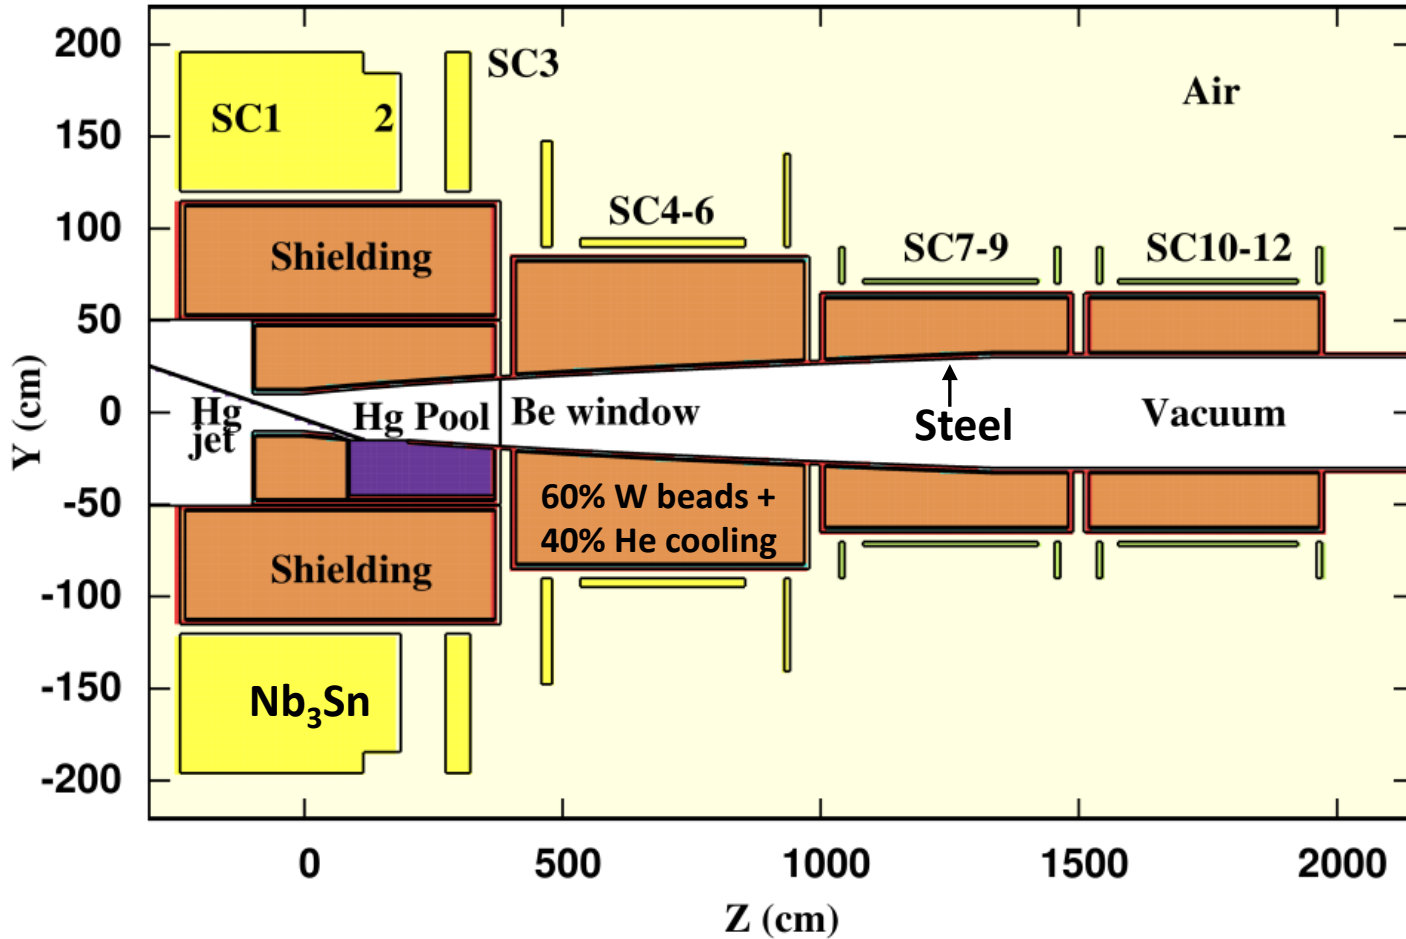 200
150
100
50
0
-50
-100
-150
-200
Y (cm)
SC1
2
SC3
Air
SC4-6
SC7-9
SC10-12
Shielding
Hg
jet
Hg Pool
Be window
Steel
Vacuum
60% W beads +
40% He cooling
Shielding
Nb₃Sn
0
500
1000
1500
2000
Z (cm)